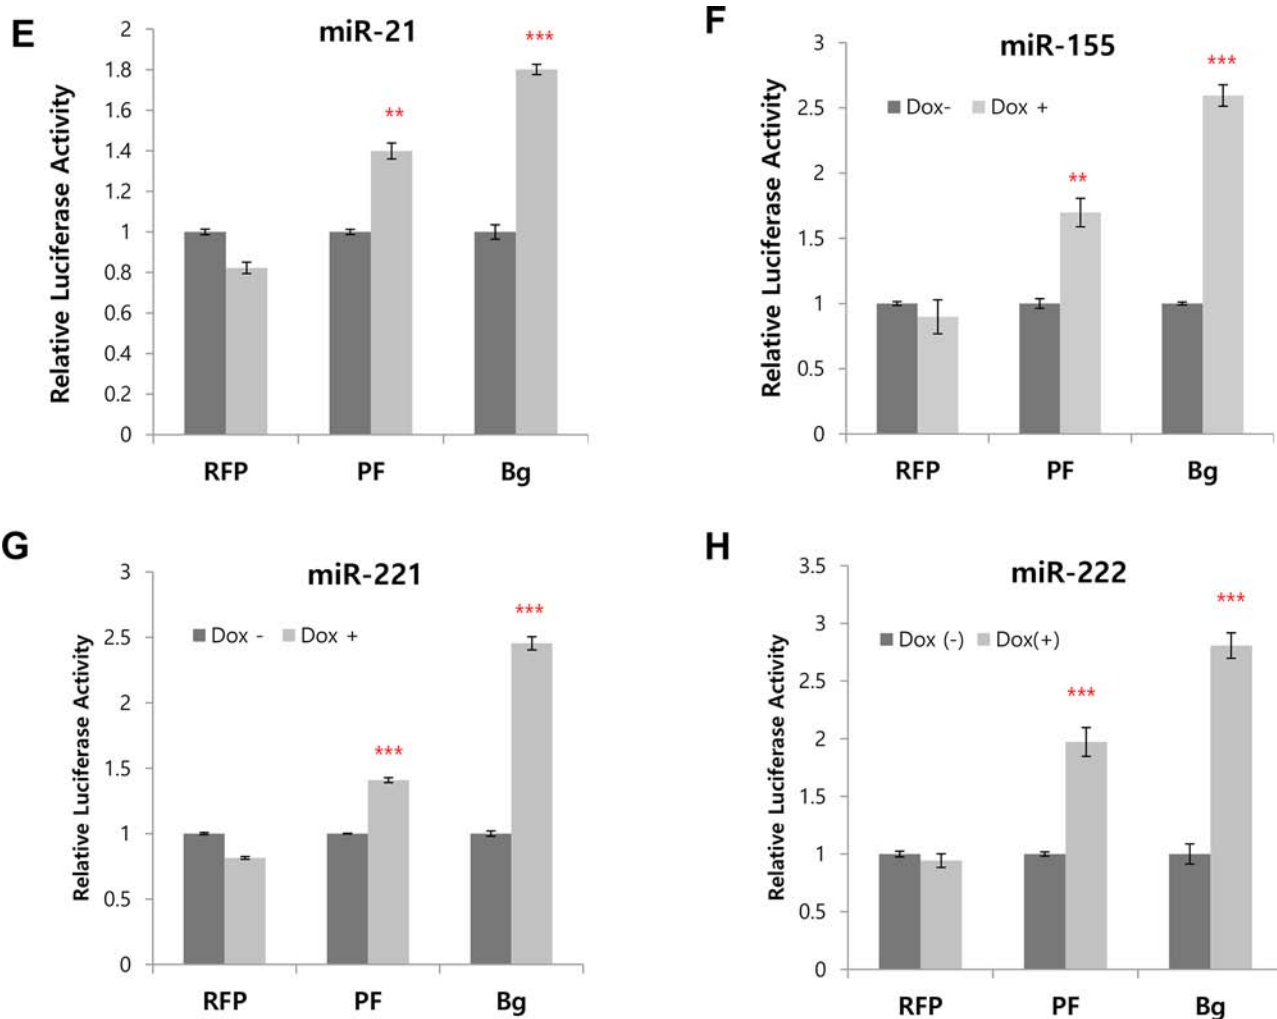 E
miR-21
Relative Luciferase Activity
2
1.8
1.6
1.4
1.2
1
0.8
0.6
0.4
0.2
0
**
***
RFP PF Bg
F
miR-155
Relative Luciferase Activity
3
2.5
2
1.5
1
0.5
0
Dox- Dox +
**
***
RFP PF Bg
G
miR-221
Relative Luciferase Activity
3
2.5
2
1.5
1
0.5
0
Dox - Dox +
***
***
RFP PF Bg
H
miR-222
Relative Luciferase Activity
3.5
3
2.5
2
1.5
1
0.5
0
Dox (-) Dox(+)
***
***
RFP PF Bg